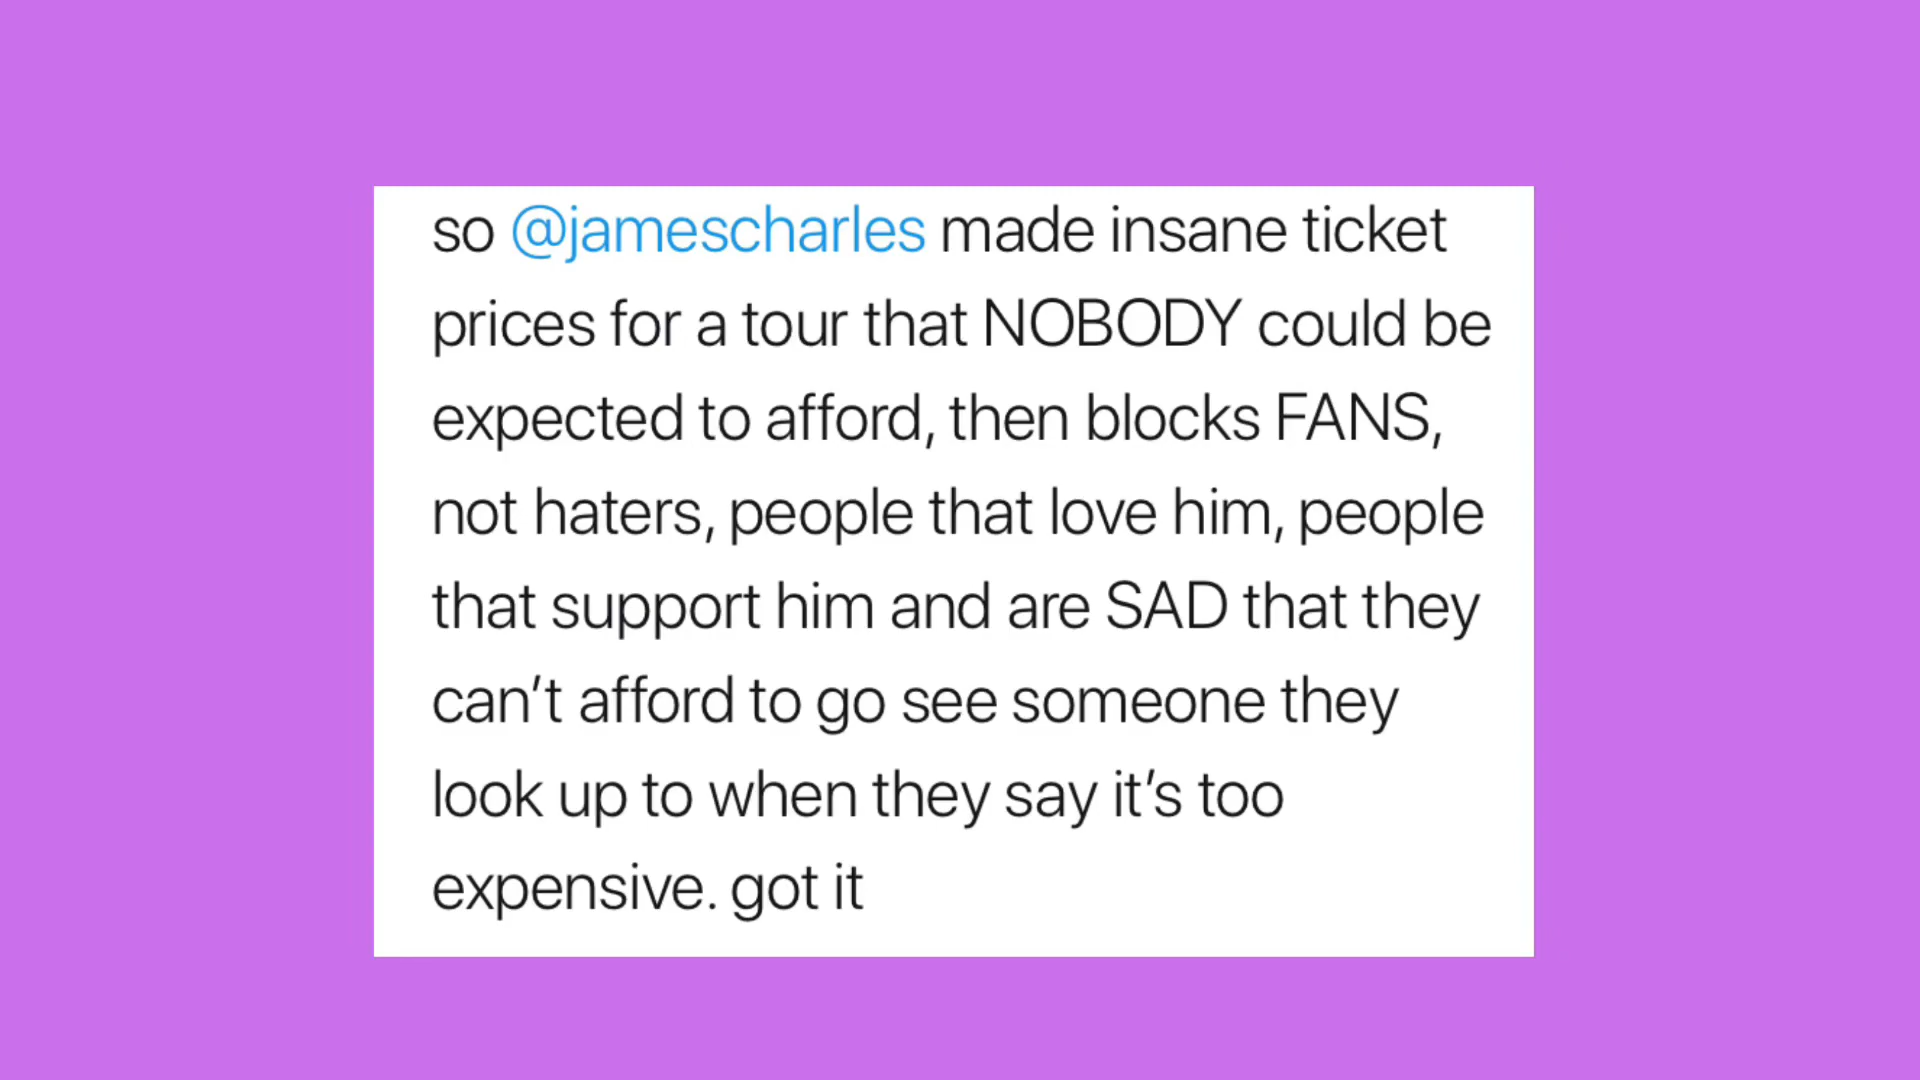 so @jamescharles made insane ticket
prices for a tour that NOBODY could be
expected to afford, then blocks FANS,
not haters, people that love him, people
that support him and are SAD that they
can’t afford to go see someone they
look up to when they say it’s too
expensive. got it